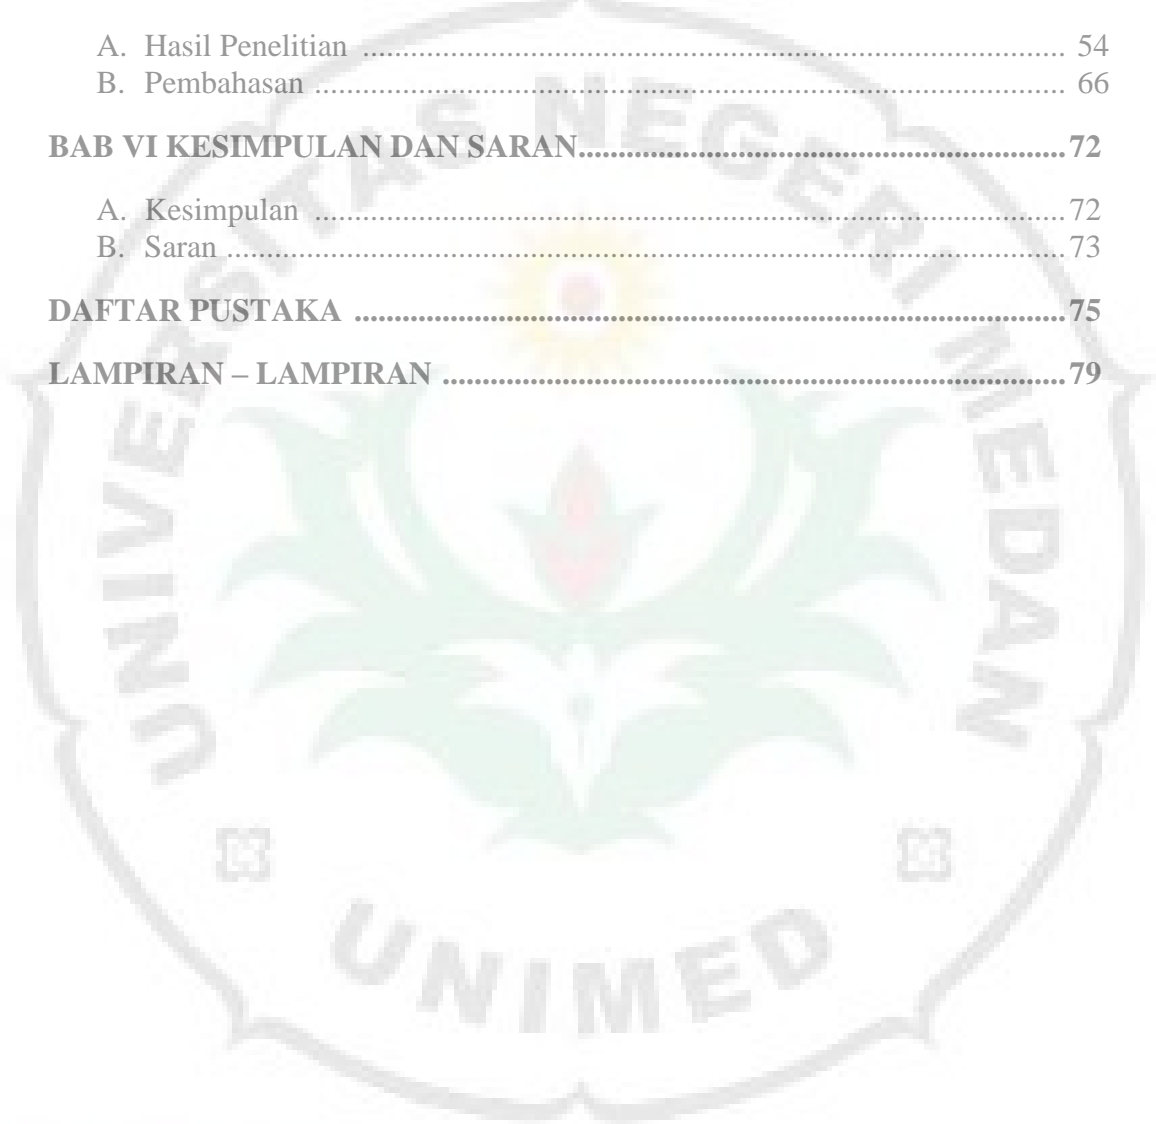 A. Hasil Penelitian ........................................................................................ 54
B. Pembahasan .............................................................................................. 66
BAB VI KESIMPULAN DAN SARAN.............................................................72
A. Kesimpulan ..............................................................................................72
B. Saran .........................................................................................................73
DAFTAR PUSTAKA .........................................................................................75
LAMPIRAN – LAMPIRAN ..............................................................................79
UNIVERSITAS NEGERI MEDAN
UNIMED